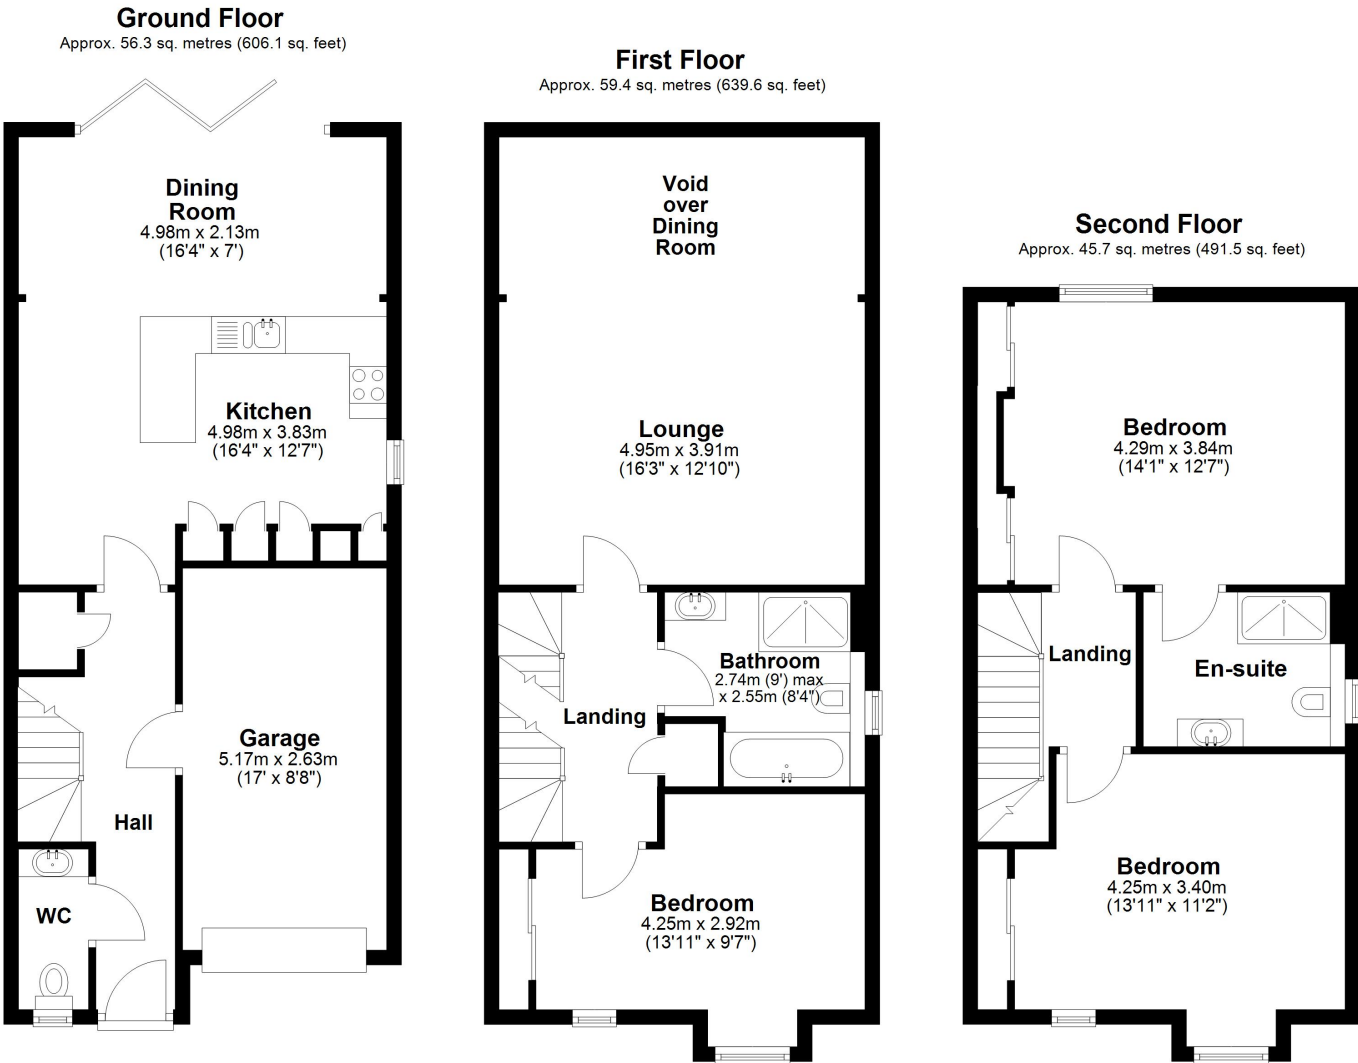 Ground Floor
Approx. 56.3 sq. metres (606.1 sq. feet)
Dining
Room
4.98m x 2.13m
(16'4" x 7')
Kitchen
4.98m x 3.83m
(16'4" x 12'7")
Garage
5.17m x 2.63m
(17' x 8'8")
Hall
WC
First Floor
Approx. 59.4 sq. metres (639.6 sq. feet)
Void
over
Dining
Room
Lounge
4.95m x 3.91m
(16'3" x 12'10")
Bathroom
2.74m (9') max
x 2.55m (8'4")
Landing
Bedroom
4.25m x 2.92m
(13'11" x 9'7")
Second Floor
Approx. 45.7 sq. metres (491.5 sq. feet)
Bedroom
4.29m x 3.84m
(14'1" x 12'7")
Landing
En-suite
Bedroom
4.25m x 3.40m
(13'11" x 11'2")